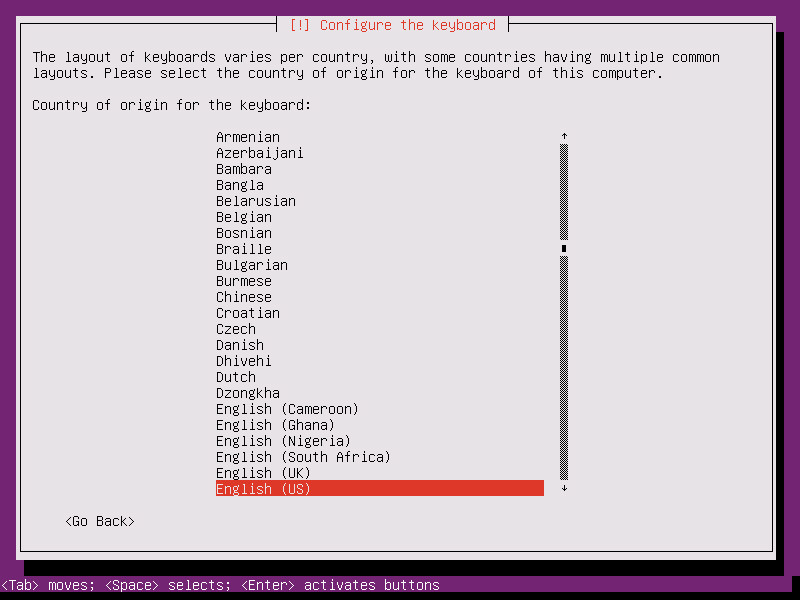 [!] Configure the keyboard
The layout of keyboards varies per country, with some countries having multiple common
layouts. Please select the country of origin for the keyboard of this computer.
Country of origin for the keyboard:
Armenian
Azerbaijani
Bambara
Bangla
Belarusian
Belgian
Bosnian
Braille
Bulgarian
Burmese
Chinese
Croatian
Czech
Danish
Dhivehi
Dutch
Dzongkha
English (Cameroon)
English (Ghana)
English (Nigeria)
English (South Africa)
English (UK)
English (US)
<Go Back>
<Tab> moves; <Space> selects; <Enter> activates buttons